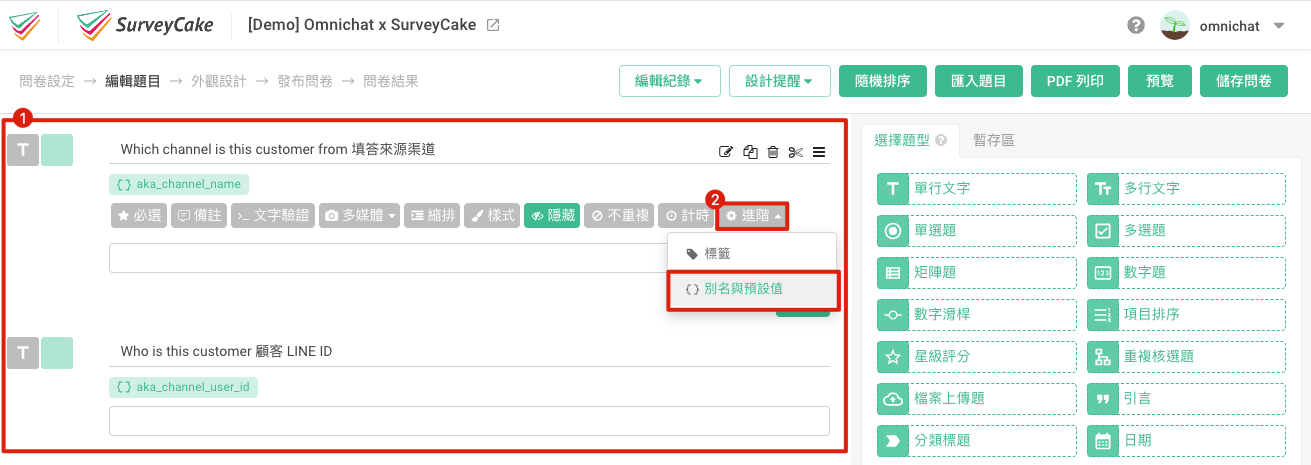 SurveyCake
[Demo] Omnichat x SurveyCake
omnichat
問卷設定 → 編輯題目 → 外觀設計 → 發布問卷 → 問卷結果
編輯紀錄
設計提醒
隨機排序
匯入題目
PDF 列印
預覽
儲存問卷
1
T
Which channel is this customer from 填答來源渠道
{} aka_channel_name
必選
備註
>_ 文字驗證
多媒體
縮排
樣式
隱藏
不重複
計時
2
進階
標籤
{} 別名與預設值
T
Who is this customer 顧客 LINE ID
{} aka_channel_user_id
選擇題型 ?
暫存區
T 單行文字
TT 多行文字
單選題
多選題
矩陣題
123 數字題
數字滑桿
項目排序
星級評分
重複核選題
檔案上傳題
引言
分類標題
日期